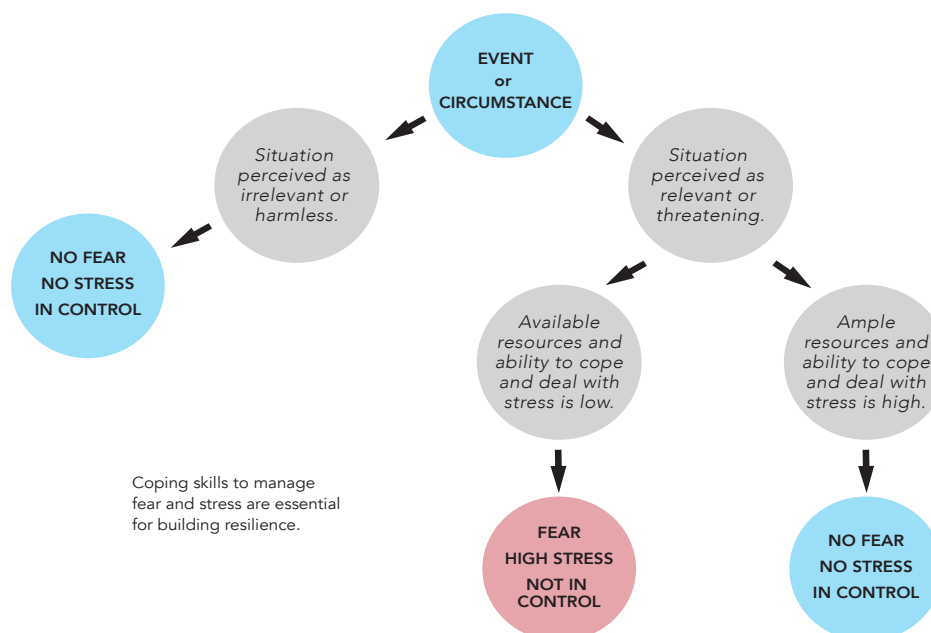 EVENT
or
CIRCUMSTANCE
Situation
perceived as
irrelevant or
harmless.
Situation
perceived as
relevant or
threatening.
NO FEAR
NO STRESS
IN CONTROL
Available
resources and
ability to cope
and deal with
stress is low.
Ample
resources and
ability to cope
and deal with
stress is high.
Coping skills to manage
fear and stress are essential
for building resilience.
FEAR
HIGH STRESS
NOT IN
CONTROL
NO FEAR
NO STRESS
IN CONTROL